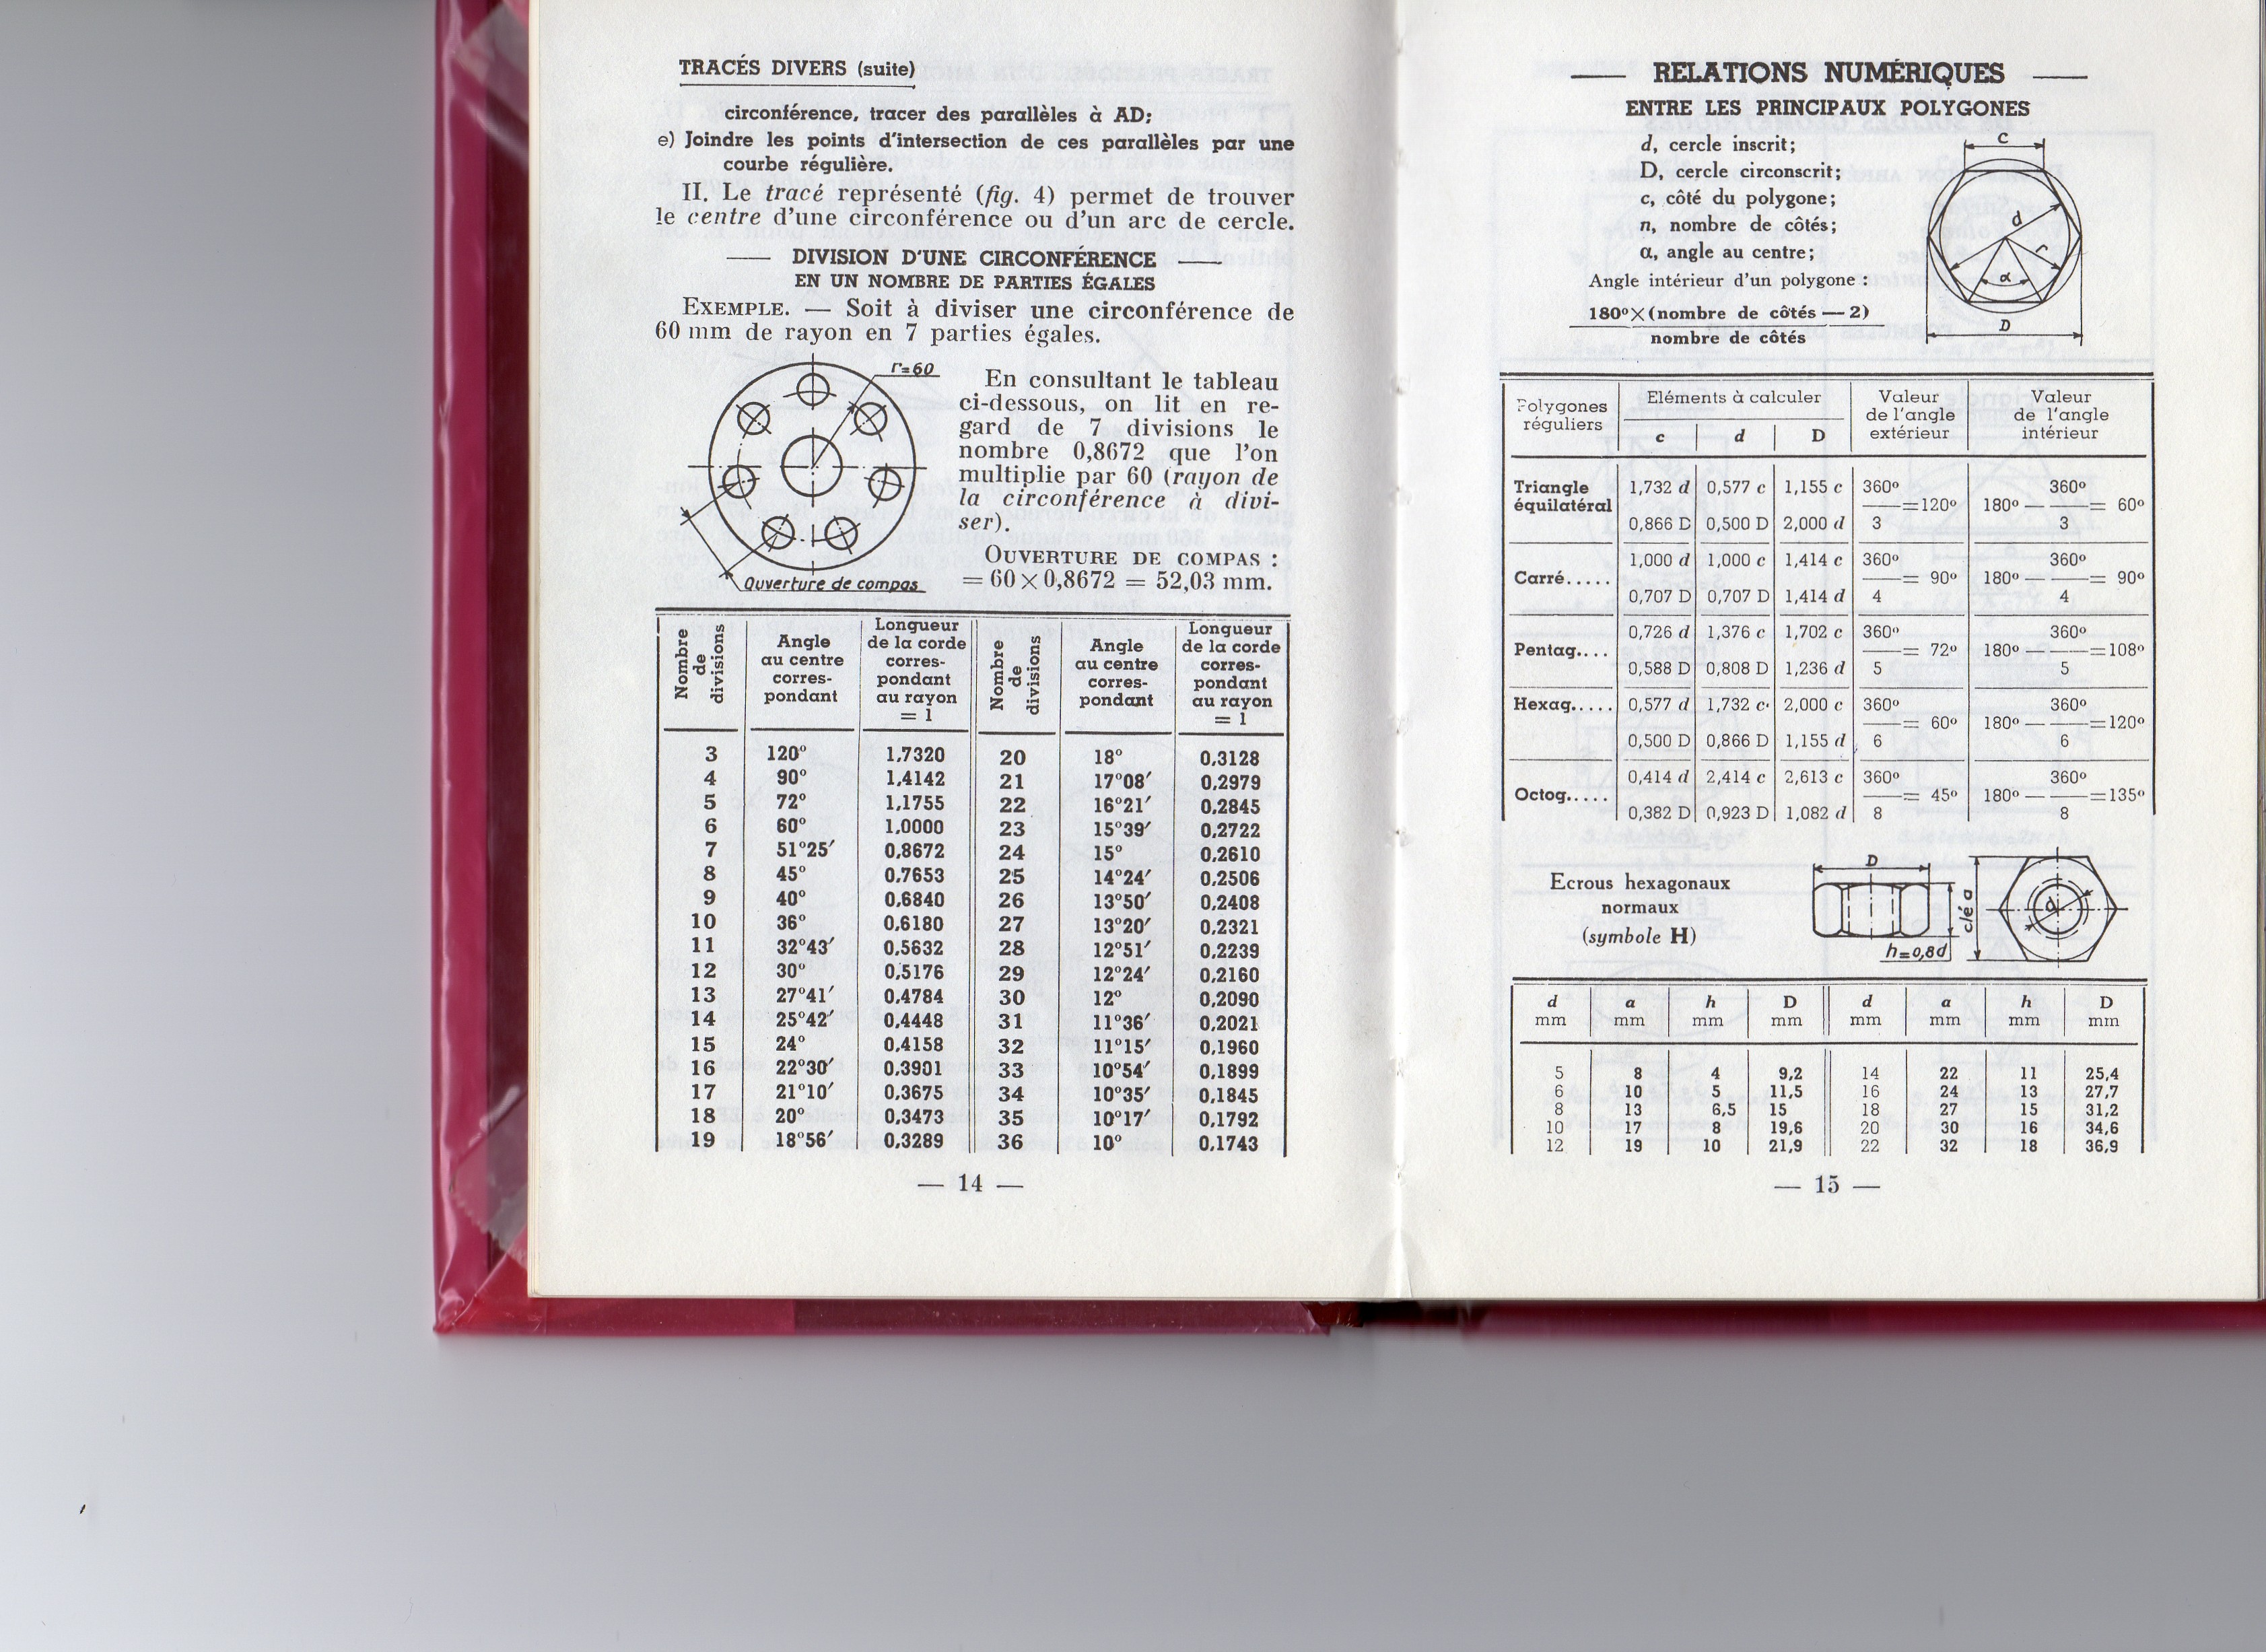 TRACÉS DIVERS (suite)
circonférence, tracer des parallèles à AD;
e) Joindre les points d'intersection de ces parallèles par une
courbe régulière.
II. Le tracé représenté (fig. 4) permet de trouver
le centre d'une circonférence ou d'un arc de cercle.
— DIVISION D'UNE CIRCONFÉRENCE —
EN UN NOMBRE DE PARTIES ÉGALES
EXEMPLE. — Soit à diviser une circonférence de
60 mm de rayon en 7 parties égales.
r=60
Ouverture de compas
En consultant le tableau
ci-dessous, on lit en re-
gard de 7 divisions le
nombre 0,8672 que l'on
multiplie par 60 (rayon de
la circonférence à divi-
ser).
OUVERTURE DE COMPAS :
= 60 × 0,8672 = 52,03 mm.
Nombre de divisions | Angle au centre corres- pondant | Longueur de la corde corres- pondant au rayon = 1 | Nombre de divisions | Angle au centre corres- pondant | Longueur de la corde corres- pondant au rayon = 1
3 120° 1,7320 20 18° 0,3128
4 90° 1,4142 21 17°08′ 0,2979
5 72° 1,1755 22 16°21′ 0,2845
6 60° 1,0000 23 15°39′ 0,2722
7 51°25′ 0,8672 24 15° 0,2610
8 45° 0,7653 25 14°24′ 0,2506
9 40° 0,6840 26 13°50′ 0,2408
10 36° 0,6180 27 13°20′ 0,2321
11 32°43′ 0,5632 28 12°51′ 0,2239
12 30° 0,5176 29 12°24′ 0,2160
13 27°41′ 0,4784 30 12° 0,2090
14 25°42′ 0,4448 31 11°36′ 0,2021
15 24° 0,4158 32 11°15′ 0,1960
16 22°30′ 0,3901 33 10°54′ 0,1899
17 21°10′ 0,3675 34 10°35′ 0,1845
18 20° 0,3473 35 10°17′ 0,1792
19 18°56′ 0,3289 36 10° 0,1743
— 14 —
— RELATIONS NUMÉRIQUES —
ENTRE LES PRINCIPAUX POLYGONES
d, cercle inscrit;
D, cercle circonscrit;
c, côté du polygone;
n, nombre de côtés;
α, angle au centre;
Angle intérieur d'un polygone :
180° × (nombre de côtés — 2)
nombre de côtés
c
d
r
α
D
Polygones réguliers | Eléments à calculer | Valeur de l'angle extérieur | Valeur de l'angle intérieur
c | d | D
Triangle équilatéral
1,732 d 0,577 c 1,155 c 360° / 3 = 120° 180° — 360° / 3 = 60°
0,866 D 0,500 D 2,000 d
Carré.....
1,000 d 1,000 c 1,414 c 360° / 4 = 90° 180° — 360° / 4 = 90°
0,707 D 0,707 D 1,414 d
Pentag....
0,726 d 1,376 c 1,702 c 360° / 5 = 72° 180° — 360° / 5 = 108°
0,588 D 0,808 D 1,236 d
Hexag.....
0,577 d 1,732 c 2,000 c 360° / 6 = 60° 180° — 360° / 6 = 120°
0,500 D 0,866 D 1,155 d
Octog.....
0,414 d 2,414 c 2,613 c 360° / 8 = 45° 180° — 360° / 8 = 135°
0,382 D 0,923 D 1,082 d
Ecrous hexagonaux
normaux
(symbole H)
D
h=0,8d
clé a
d
d a h D d a h D
mm mm mm mm mm mm mm mm
5 8 4 9,2 14 22 11 25,4
6 10 5 11,5 16 24 13 27,7
8 13 6,5 15 18 27 15 31,2
10 17 8 19,6 20 30 16 34,6
12 19 10 21,9 22 32 18 36,9
— 15 —